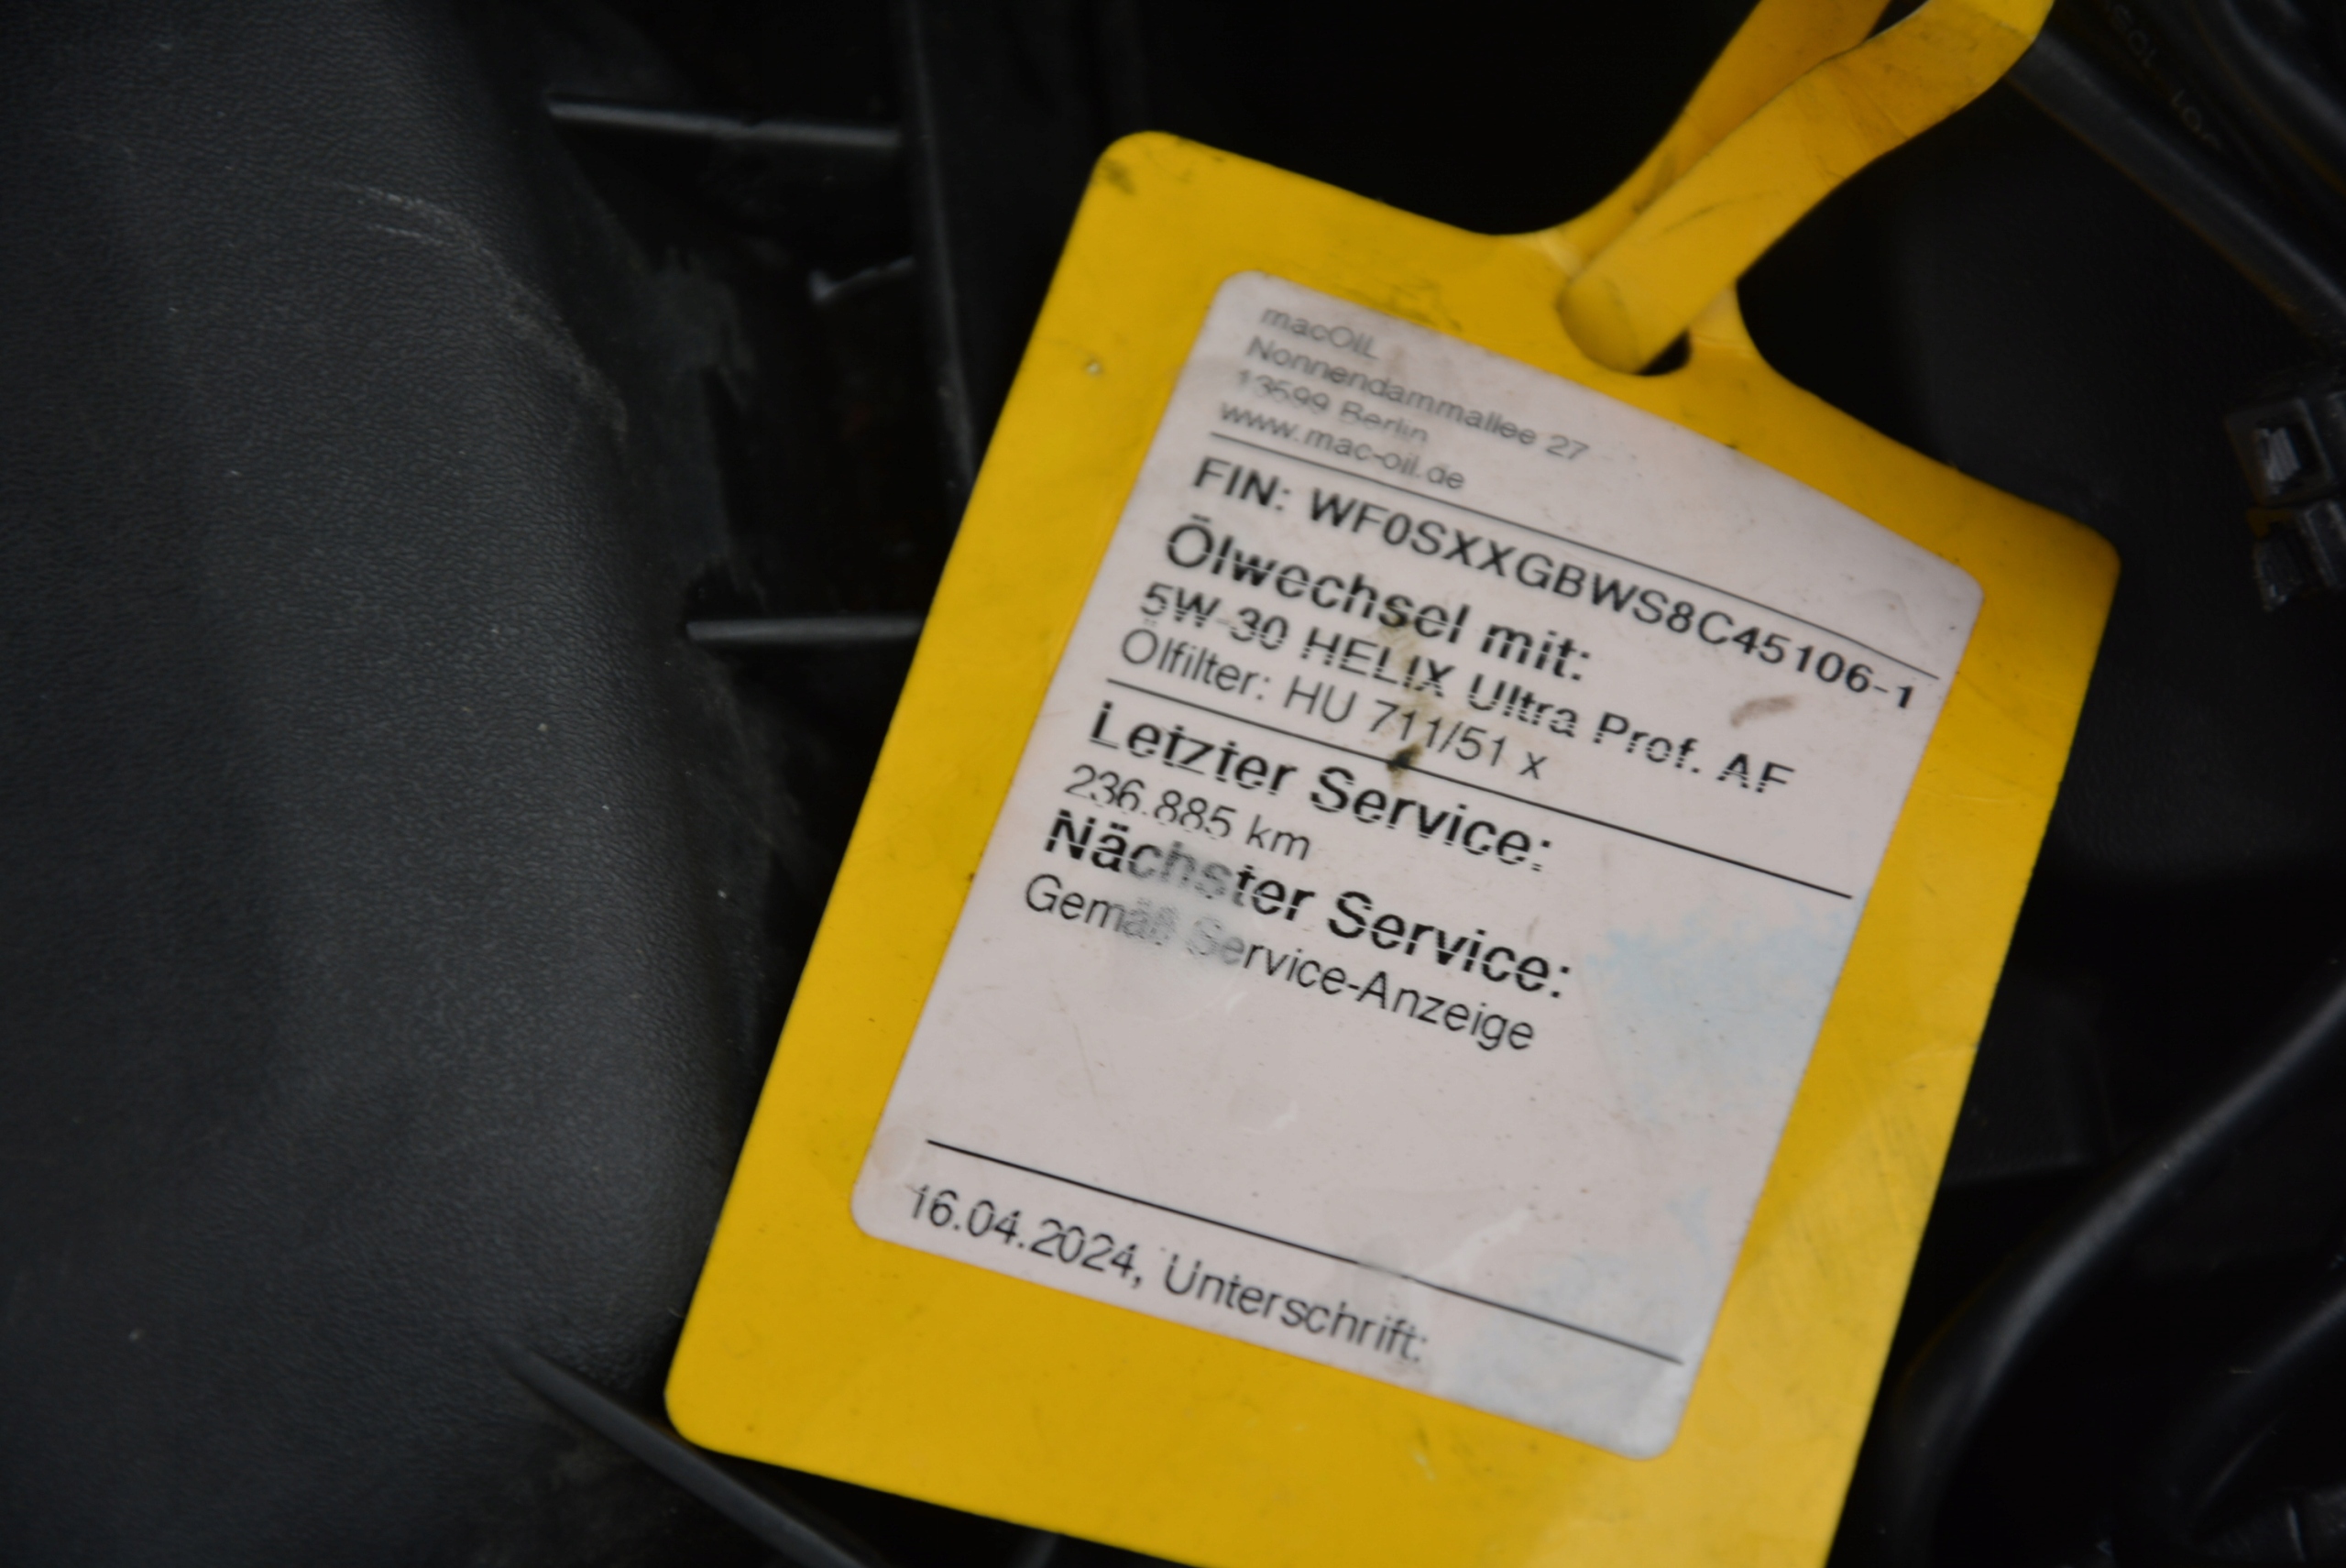 macOIL
Nonnendammallee 27
13599 Berlin
www.mac-oil.de
FIN: WF0SXXGBWS8C45106-1
Ölwechsel mit:
5W-30 HELIX Ultra Prof. AF
Ölfilter: HU 711/51 x
Letzter Service:
236.885 km
Nächster Service:
Gemäß Service-Anzeige
16.04.2024, Unterschrift: